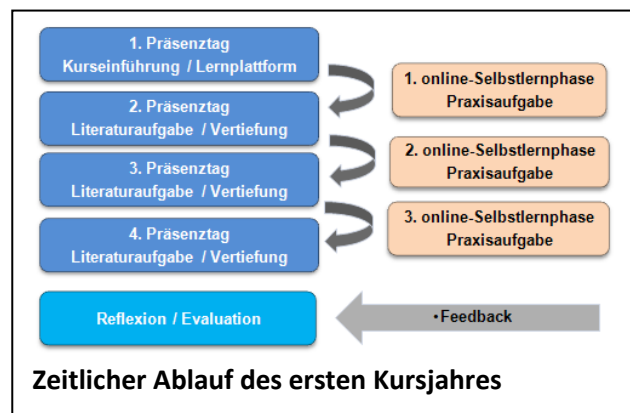 1. Präsenztag
Kurseinführung / Lernplattform
1. online-Selbstlernphase
Praxisaufgabe
2. Präsenztag
Literaturaufgabe / Vertiefung
2. online-Selbstlernphase
Praxisaufgabe
3. Präsenztag
Literaturaufgabe / Vertiefung
3. online-Selbstlernphase
Praxisaufgabe
4. Präsenztag
Literaturaufgabe / Vertiefung
Reflexion / Evaluation
•Feedback
Zeitlicher Ablauf des ersten Kursjahres